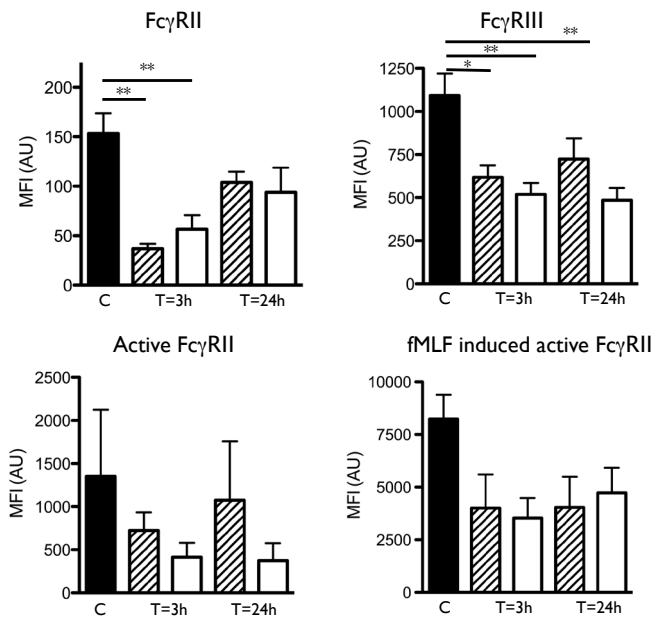 FcγRII
**
**
200
150
100
50
0
MFI (AU)
C T=3h T=24h
FcγRIII
**
**
*
1250
1000
750
500
250
0
MFI (AU)
C T=3h T=24h
Active FcγRII
2500
2000
1500
1000
500
0
MFI (AU)
C T=3h T=24h
fMLF induced active FcγRII
10000
7500
5000
2500
0
MFI (AU)
C T=3h T=24h